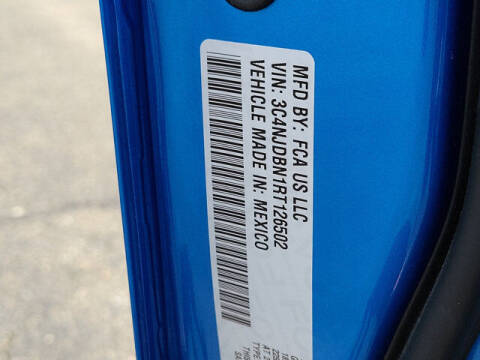 MFD BY: FCA US LLC
VIN: 3C4NJDBN1RT126502
VEHICLE MADE IN: MEXICO